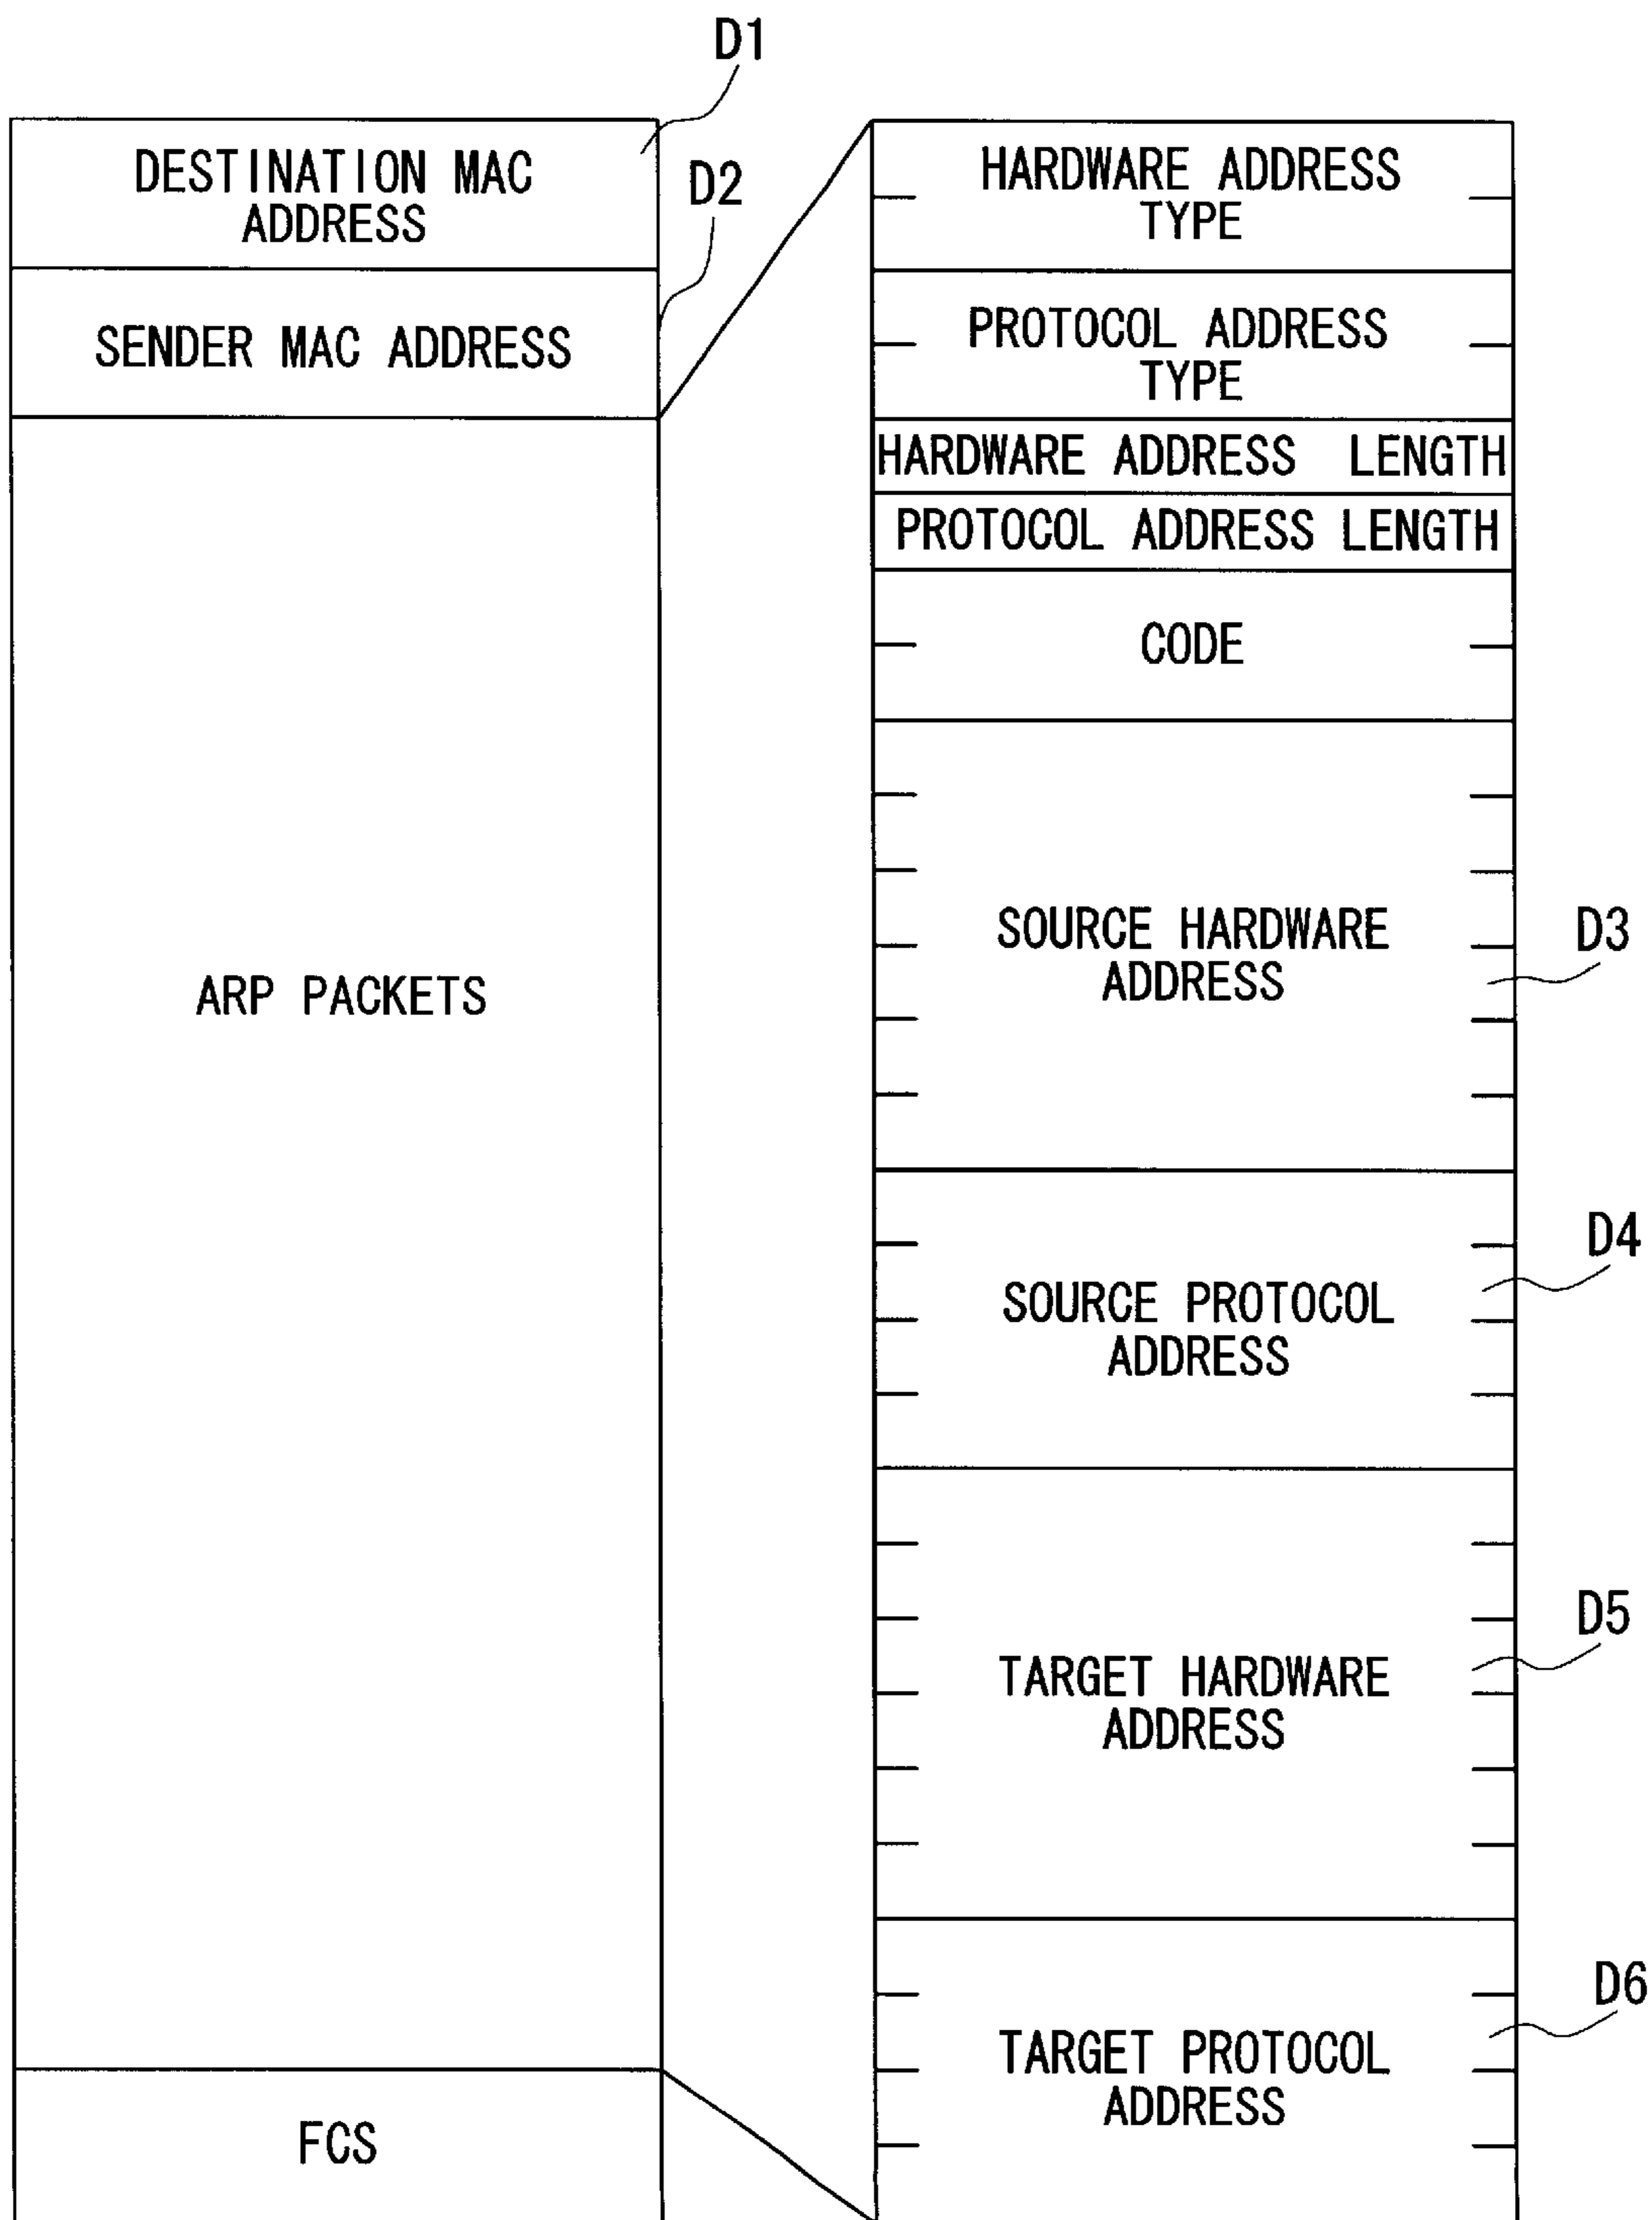 D1
DESTINATION MAC
ADDRESS
D2
SENDER MAC ADDRESS
ARP PACKETS
FCS
HARDWARE ADDRESS
TYPE
PROTOCOL ADDRESS
TYPE
HARDWARE ADDRESS LENGTH
PROTOCOL ADDRESS LENGTH
CODE
SOURCE HARDWARE
ADDRESS
D3
SOURCE PROTOCOL
ADDRESS
D4
TARGET HARDWARE
ADDRESS
D5
TARGET PROTOCOL
ADDRESS
D6